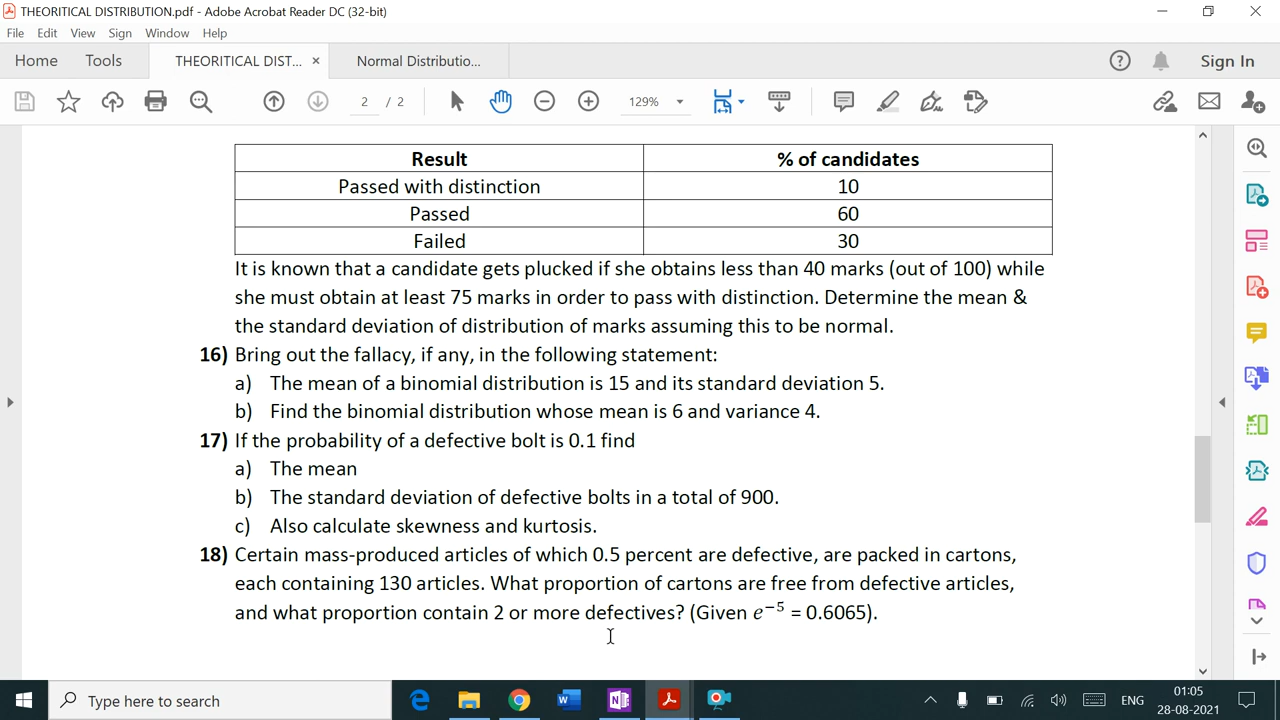 THEORITICAL DISTRIBUTION.pdf - Adobe Acrobat Reader DC (32-bit)
File Edit View Sign Window Help
Home Tools THEORITICAL DIST... × Normal Distributio... Sign In
2 / 2 129%
Result % of candidates
Passed with distinction 10
Passed 60
Failed 30
It is known that a candidate gets plucked if she obtains less than 40 marks (out of 100) while
she must obtain at least 75 marks in order to pass with distinction. Determine the mean &
the standard deviation of distribution of marks assuming this to be normal.
16) Bring out the fallacy, if any, in the following statement:
a) The mean of a binomial distribution is 15 and its standard deviation 5.
b) Find the binomial distribution whose mean is 6 and variance 4.
17) If the probability of a defective bolt is 0.1 find
a) The mean
b) The standard deviation of defective bolts in a total of 900.
c) Also calculate skewness and kurtosis.
18) Certain mass-produced articles of which 0.5 percent are defective, are packed in cartons,
each containing 130 articles. What proportion of cartons are free from defective articles,
and what proportion contain 2 or more defectives? (Given e⁻⁵ = 0.6065).
Type here to search ENG 01:05
28-08-2021